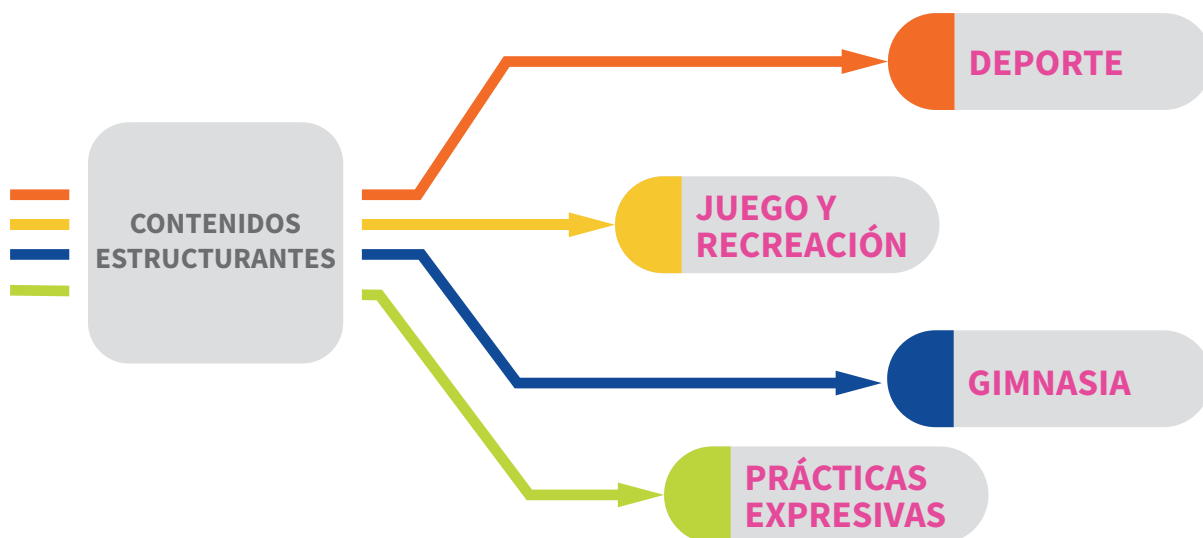 CONTENIDOS
ESTRUCTURANTES
DEPORTE
JUEGO Y
RECREACIÓN
GIMNASIA
PRÁCTICAS
EXPRESIVAS